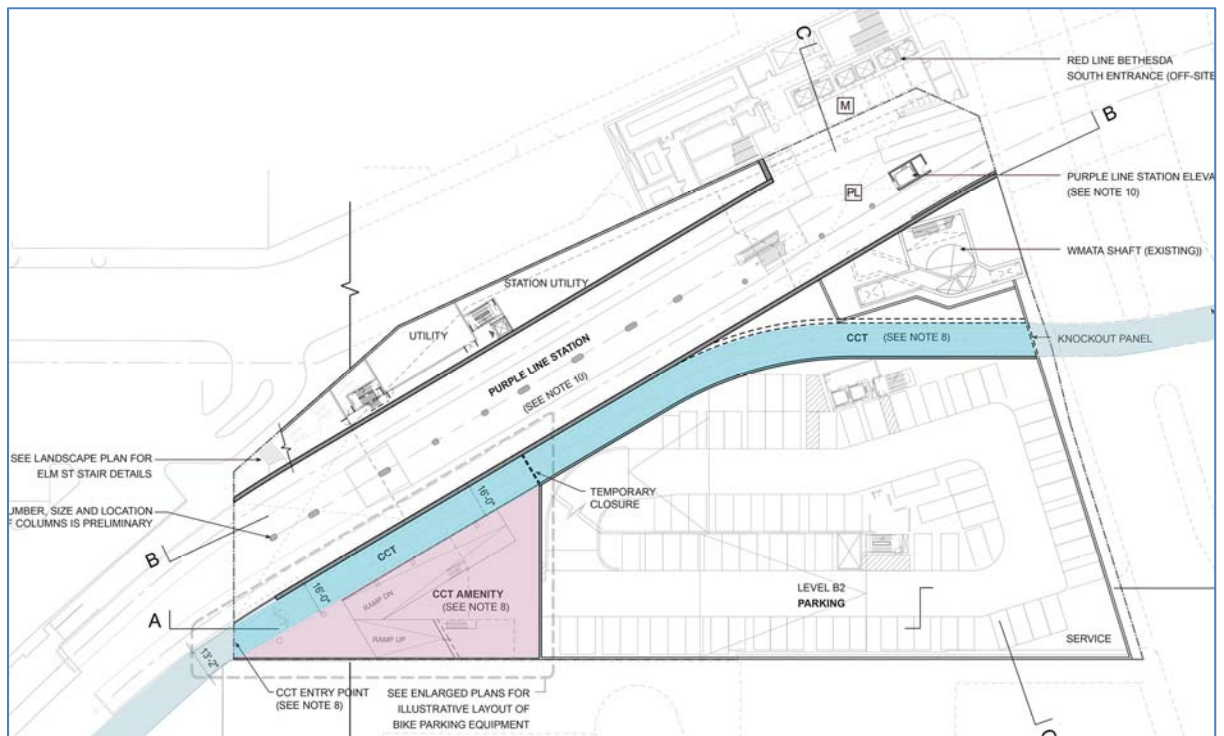 C
RED LINE BETHESDA
SOUTH ENTRANCE (OFF-SITE
M
B
PURPLE LINE STATION ELEVA
(SEE NOTE 10)
PL
WMATA SHAFT (EXISTING))
STATION UTILITY
UTILITY
CCT (SEE NOTE 8)
KNOCKOUT PANEL
PURPLE LINE STATION
(SEE NOTE 10)
SEE LANDSCAPE PLAN FOR
ELM ST STAIR DETAILS
TEMPORARY
CLOSURE
16'-0"
UMBER, SIZE AND LOCATION
F COLUMNS IS PRELIMINARY
B
CCT
16'-0"
CCT AMENITY
(SEE NOTE 8)
RAMP DN
RAMP UP
LEVEL B2
PARKING
A
SERVICE
13'-2"
CCT ENTRY POINT
(SEE NOTE 8)
SEE ENLARGED PLANS FOR
ILLUSTRATIVE LAYOUT OF
BIKE PARKING EQUIPMENT